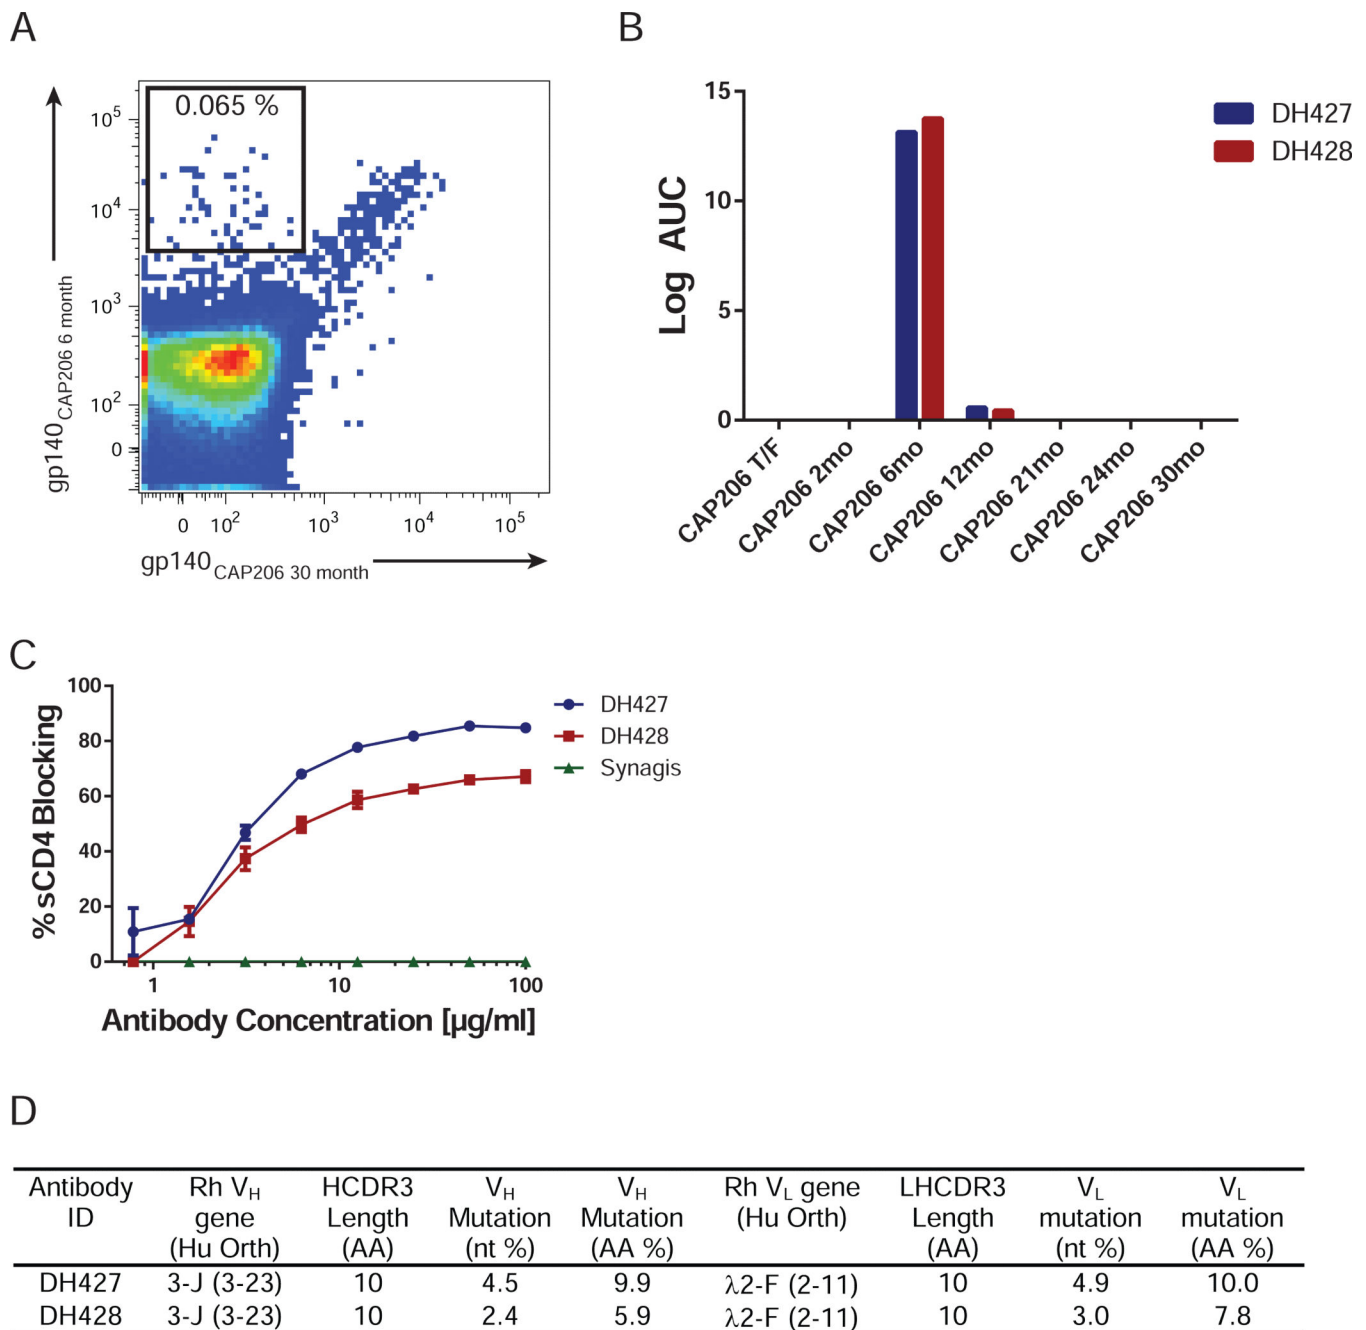 A
0.065 %
10^5
10^4
10^3
10^2
0
gp140 CAP206 6 month
0 10^2 10^3 10^4 10^5
gp140 CAP206 30 month
B
15
10
5
0
Log AUC
DH427
DH428
CAP206 T/F
CAP206 2mo
CAP206 6mo
CAP206 12mo
CAP206 21mo
CAP206 24mo
CAP206 30mo
C
100
80
60
40
20
0
%sCD4 Blocking
DH427
DH428
Synagis
1 10 100
Antibody Concentration [µg/ml]
D
Antibody Rh VH HCDR3 VH VH Rh VL gene LHCDR3 VL VL
ID gene Length Mutation Mutation (Hu Orth) Length mutation mutation
(Hu Orth) (AA) (nt %) (AA %) (AA) (nt %) (AA %)
DH427 3-J (3-23) 10 4.5 9.9 λ2-F (2-11) 10 4.9 10.0
DH428 3-J (3-23) 10 2.4 5.9 λ2-F (2-11) 10 3.0 7.8